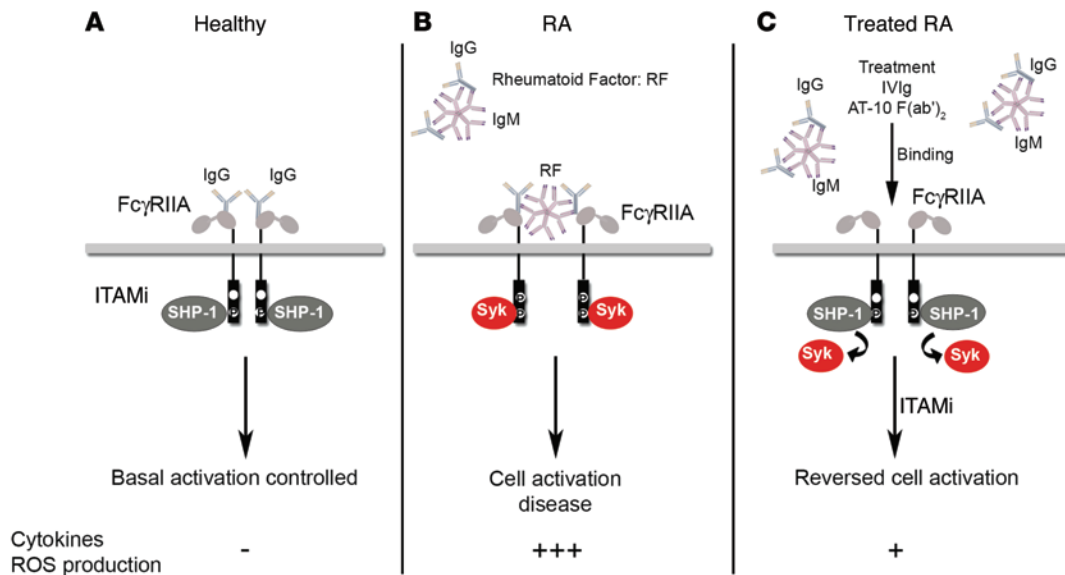 A Healthy
IgG IgG
FcγRIIA
ITAMi
SHP-1 P P SHP-1
Basal activation controlled
B RA
IgG
Rheumatoid Factor: RF
IgM
RF
FcγRIIA
P P
Syk P P Syk
Cell activation
disease
C Treated RA
IgG
Treatment
IVIg
AT-10 F(ab')₂
IgG
IgM
Binding
IgM
FcγRIIA
SHP-1 P P SHP-1
Syk Syk
ITAMi
Reversed cell activation
Cytokines
ROS production
- +++ +